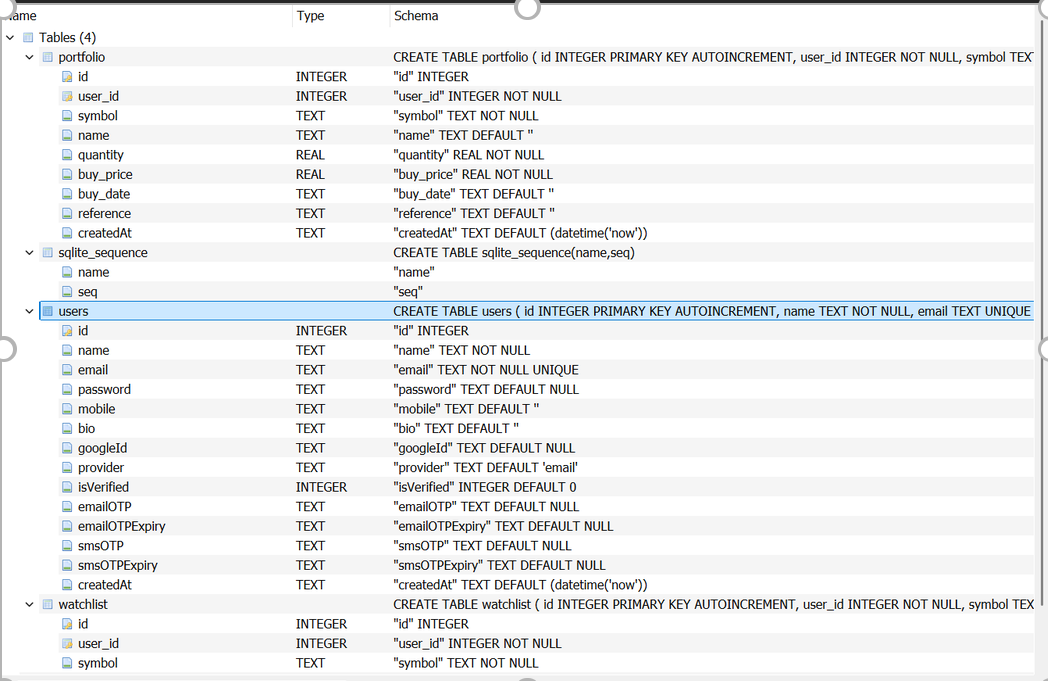 Name Type Schema
Tables (4)
portfolio CREATE TABLE portfolio ( id INTEGER PRIMARY KEY AUTOINCREMENT, user_id INTEGER NOT NULL, symbol TEXT
id INTEGER "id" INTEGER
user_id INTEGER "user_id" INTEGER NOT NULL
symbol TEXT "symbol" TEXT NOT NULL
name TEXT "name" TEXT DEFAULT ''
quantity REAL "quantity" REAL NOT NULL
buy_price REAL "buy_price" REAL NOT NULL
buy_date TEXT "buy_date" TEXT DEFAULT ''
reference TEXT "reference" TEXT DEFAULT ''
createdAt TEXT "createdAt" TEXT DEFAULT (datetime('now'))
sqlite_sequence CREATE TABLE sqlite_sequence(name,seq)
name "name"
seq "seq"
users CREATE TABLE users ( id INTEGER PRIMARY KEY AUTOINCREMENT, name TEXT NOT NULL, email TEXT UNIQUE
id INTEGER "id" INTEGER
name TEXT "name" TEXT NOT NULL
email TEXT "email" TEXT NOT NULL UNIQUE
password TEXT "password" TEXT DEFAULT NULL
mobile TEXT "mobile" TEXT DEFAULT ''
bio TEXT "bio" TEXT DEFAULT ''
googleId TEXT "googleId" TEXT DEFAULT NULL
provider TEXT "provider" TEXT DEFAULT 'email'
isVerified INTEGER "isVerified" INTEGER DEFAULT 0
emailOTP TEXT "emailOTP" TEXT DEFAULT NULL
emailOTPExpiry TEXT "emailOTPExpiry" TEXT DEFAULT NULL
smsOTP TEXT "smsOTP" TEXT DEFAULT NULL
smsOTPExpiry TEXT "smsOTPExpiry" TEXT DEFAULT NULL
createdAt TEXT "createdAt" TEXT DEFAULT (datetime('now'))
watchlist CREATE TABLE watchlist ( id INTEGER PRIMARY KEY AUTOINCREMENT, user_id INTEGER NOT NULL, symbol TEX
id INTEGER "id" INTEGER
user_id INTEGER "user_id" INTEGER NOT NULL
symbol TEXT "symbol" TEXT NOT NULL